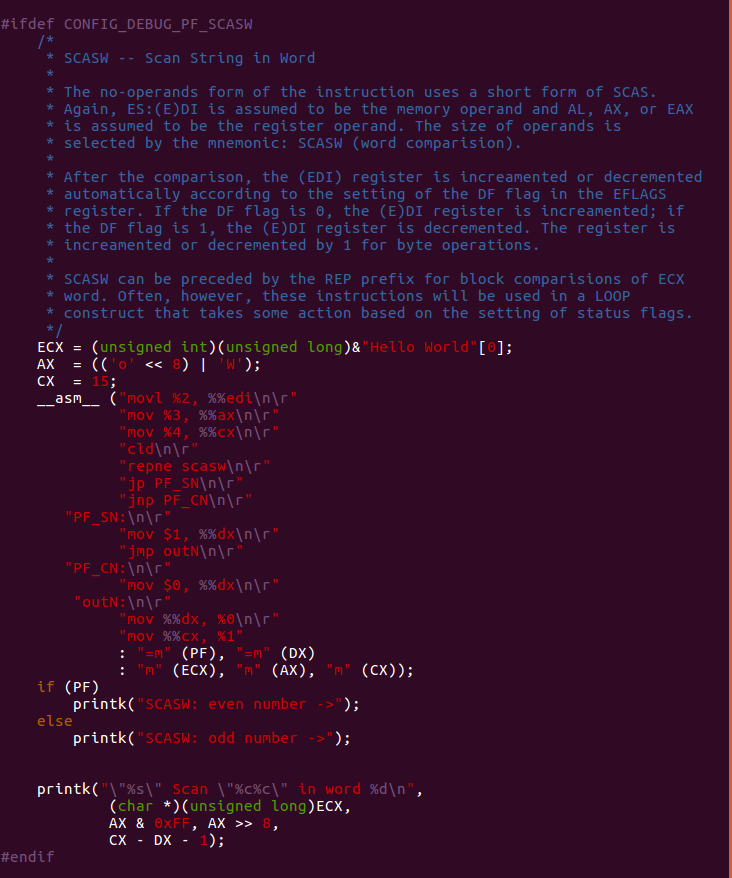 #ifdef CONFIG_DEBUG_PF_SCASW
    /*
     * SCASW -- Scan String in Word
     *
     * The no-operands form of the instruction uses a short form of SCAS.
     * Again, ES:(E)DI is assumed to be the memory operand and AL, AX, or EAX
     * is assumed to be the register operand. The size of operands is
     * selected by the mnemonic: SCASW (word comparision).
     *
     * After the comparison, the (EDI) register is increamented or decremented
     * automatically according to the setting of the DF flag in the EFLAGS
     * register. If the DF flag is 0, the (E)DI register is increamented; if
     * the DF flag is 1, the (E)DI register is decremented. The register is
     * increamented or decremented by 1 for byte operations.
     *
     * SCASW can be preceded by the REP prefix for block comparisions of ECX
     * word. Often, however, these instructions will be used in a LOOP
     * construct that takes some action based on the setting of status flags.
     */
    ECX = (unsigned int)(unsigned long)&"Hello World"[0];
    AX  = (('o' << 8) | 'W');
    CX  = 15;
    __asm__ ("movl %2, %%edi\n\r"
             "mov %3, %%ax\n\r"
             "mov %4, %%cx\n\r"
             "cld\n\r"
             "repne scasw\n\r"
             "jp PF_SN\n\r"
             "jnp PF_CN\n\r"
       "PF_SN:\n\r"
             "mov $1, %%dx\n\r"
             "jmp outN\n\r"
       "PF_CN:\n\r"
             "mov $0, %%dx\n\r"
        "outN:\n\r"
             "mov %%dx, %0\n\r"
             "mov %%cx, %1"
             : "=m" (PF), "=m" (DX)
             : "m" (ECX), "m" (AX), "m" (CX));
    if (PF)
        printk("SCASW: even number ->");
    else
        printk("SCASW: odd number ->");


    printk("\"%s\" Scan \"%c%c\" in word %d\n",
            (char *)(unsigned long)ECX,
            AX & 0xFF, AX >> 8,
            CX - DX - 1);
#endif